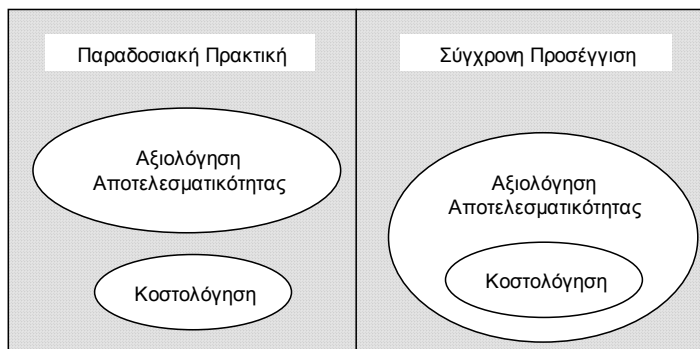 Παραδοσιακή Πρακτική
Αξιολόγηση
Αποτελεσματικότητας
Κοστολόγηση
Σύγχρονη Προσέγγιση
Αξιολόγηση
Αποτελεσματικότητας
Κοστολόγηση